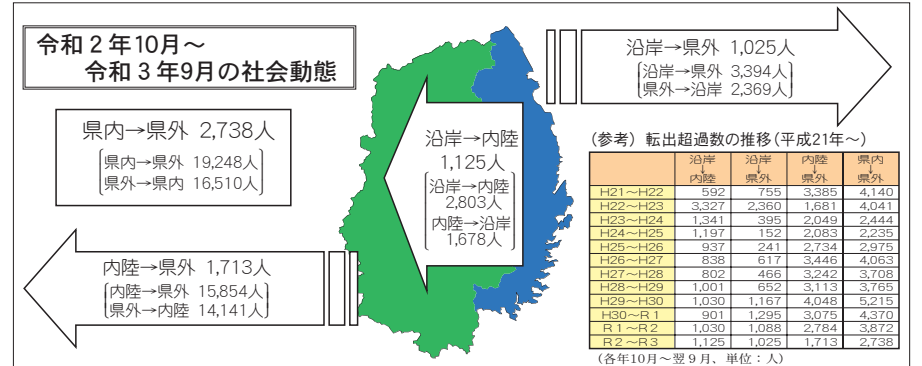 令和２年10月～
令和３年9月の社会動態
県内→県外 2,738人
県内→県外 19,248人
県外→県内 16,510人
内陸→県外 1,713人
内陸→県外 15,854人
県外→内陸 14,141人
沿岸→内陸
1,125人
沿岸→内陸
2,803人
内陸→沿岸
1,678人
沿岸→県外 1,025人
沿岸→県外 3,394人
県外→沿岸 2,369人
(参考) 転出超過数の推移(平成21年～)
沿岸↓内陸 沿岸↓県外 内陸↓県外 県内↓県外
H21～H22 592 755 3,385 4,140
H22～H23 3,327 2,360 1,681 4,041
H23～H24 1,341 395 2,049 2,444
H24～H25 1,197 152 2,083 2,235
H25～H26 937 241 2,734 2,975
H26～H27 838 617 3,446 4,063
H27～H28 802 466 3,242 3,708
H28～H29 1,001 652 3,113 3,765
H29～H30 1,030 1,167 4,048 5,215
H30～R1 901 1,295 3,075 4,370
R1～R2 1,030 1,088 2,784 3,872
R2～R3 1,125 1,025 1,713 2,738
(各年10月～翌９月、単位：人)